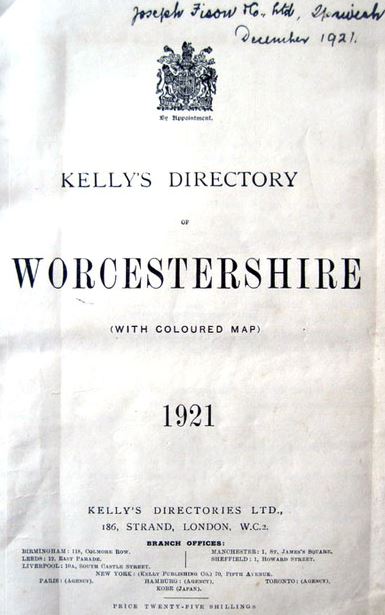 Joseph Fison & Co., Ltd, Ipswich
December 1921.
By Appointment.
KELLY'S DIRECTORY
OF
WORCESTERSHIRE
(WITH COLOURED MAP)
1921
KELLY'S DIRECTORIES LTD.,
186, STRAND, LONDON. W.C.2.
BRANCH OFFICES:
BIRMINGHAM: 118, COLMORE ROW. MANCHESTER: 1, ST. JAMES'S SQUARE.
LEEDS: 12, EAST PARADE. SHEFFIELD: 1, HOWARD STREET.
LIVERPOOL: 10A, SOUTH CASTLE STREET.
NEW YORK: (KELLY PUBLISHING CO.) 70, FIFTH AVENUE.
PARIS: (AGENCY). HAMBURG: (AGENCY). TORONTO: (AGENCY).
KOBE (JAPAN).
PRICE TWENTY-FIVE SHILLINGS